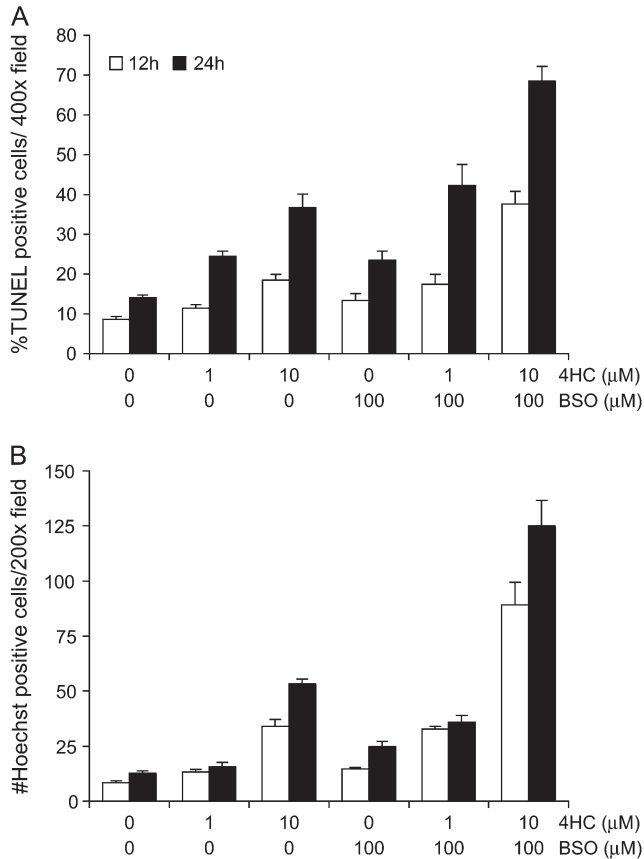 A
%TUNEL positive cells/ 400x field
80
70
60
50
40
30
20
10
0
12h 24h
0 1 10 0 1 10 4HC (μM)
0 0 0 100 100 100 BSO (μM)
B
#Hoechst positive cells/200x field
150
125
100
75
50
25
0
0 1 10 0 1 10 4HC (μM)
0 0 0 100 100 100 BSO (μM)